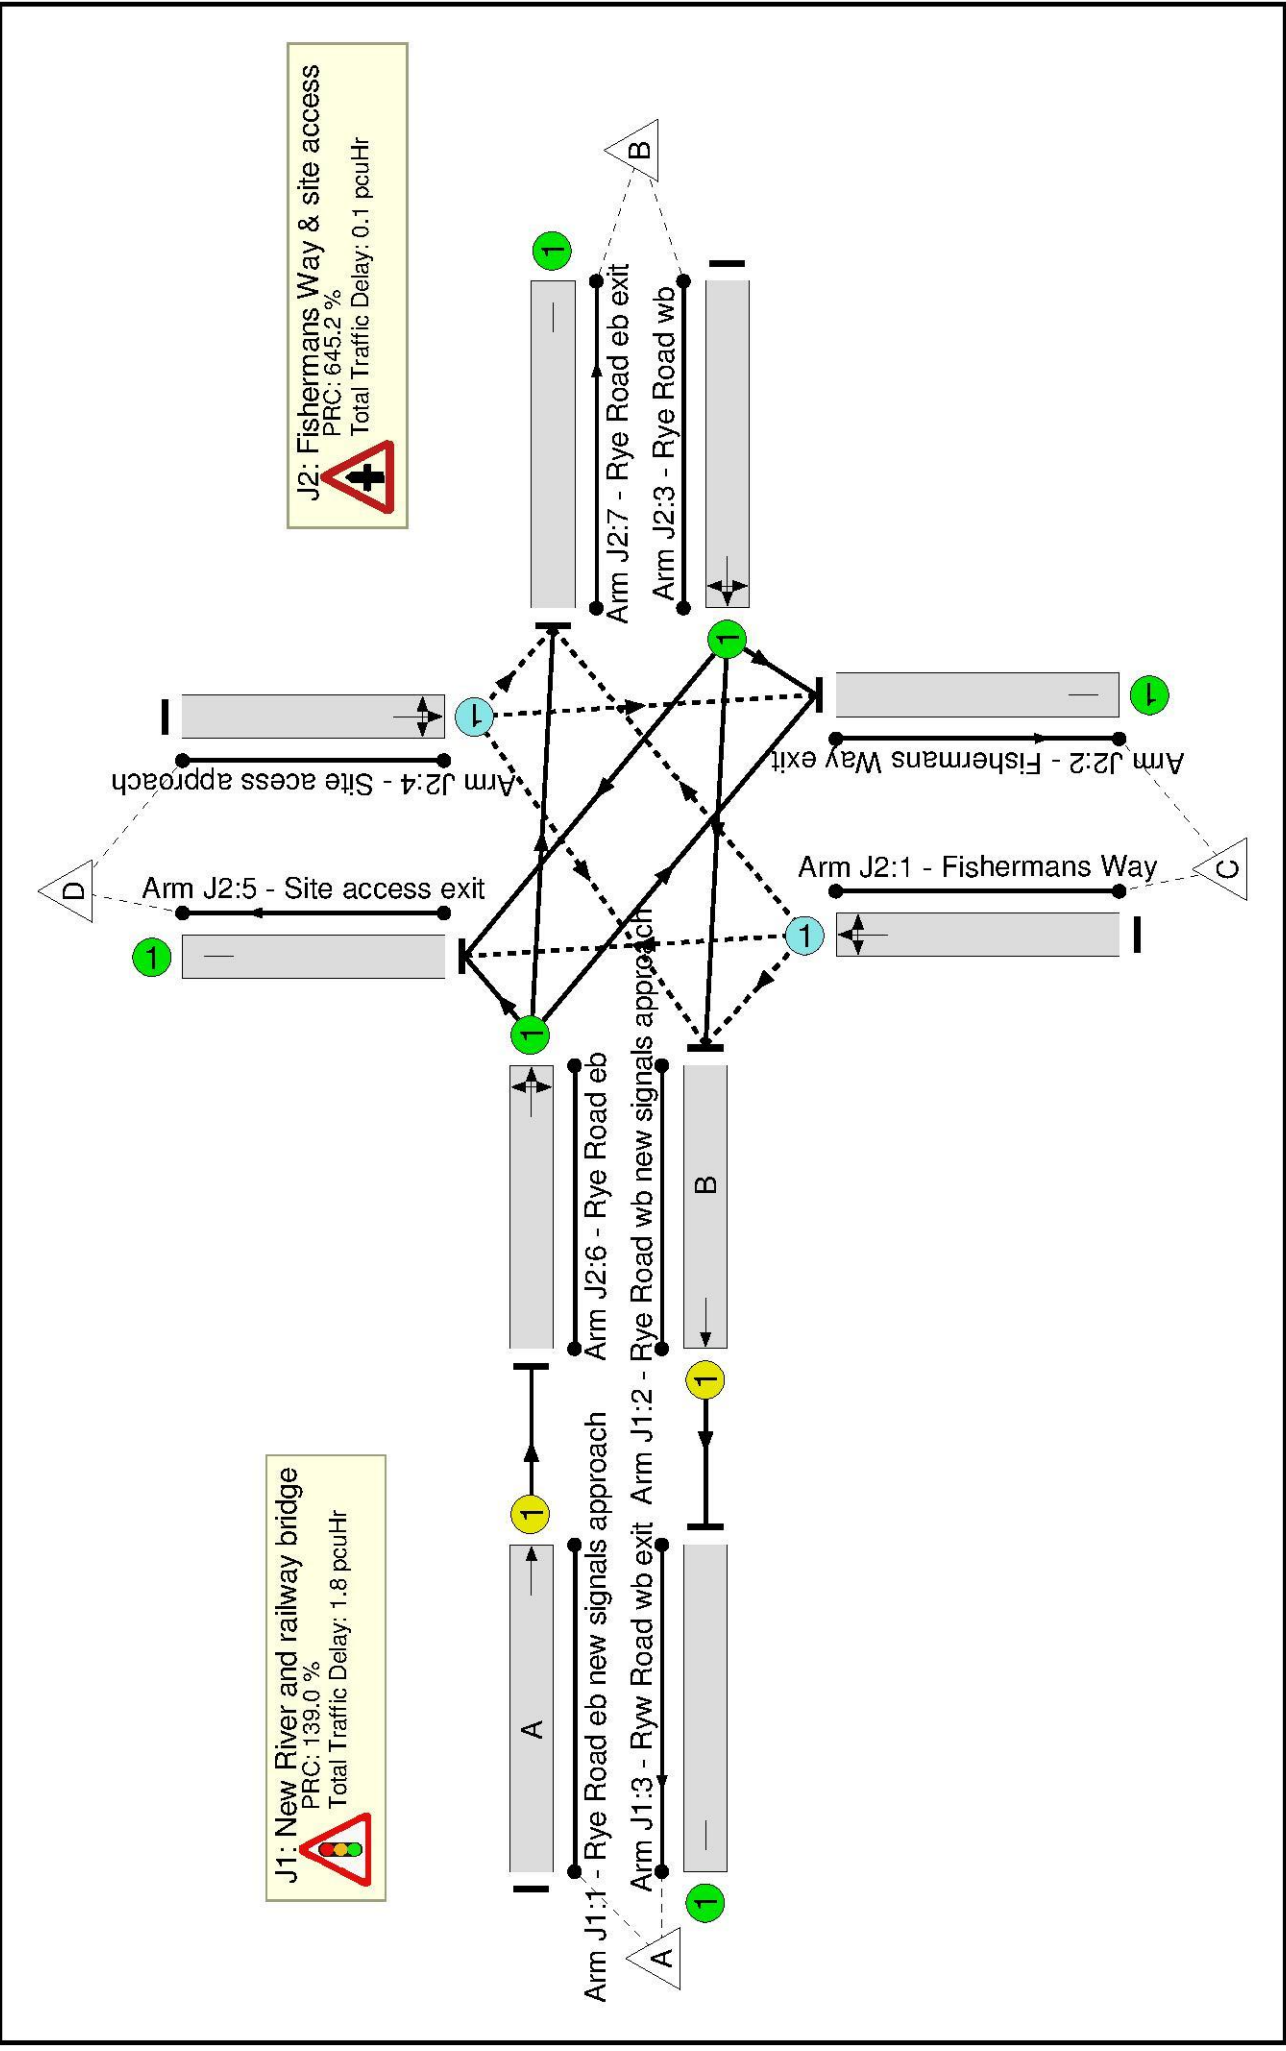 J1: New River and railway bridge
PRC: 139.0 %
Total Traffic Delay: 1.8 pcuHr
J2: Fishermans Way & site access
PRC: 645.2 %
Total Traffic Delay: 0.1 pcuHr
D
Arm J2:5 - Site access exit
1
Arm J2:4 - Site acess approach
1
A
1
Arm J1:1 - Rye Road eb new signals approach
1
Arm J2:6 - Rye Road eb
1
Arm J2:7 - Rye Road eb exit
B
A
Arm J1:3 - Ryw Road wb exit
1
Arm J1:2 - Rye Road wb new signals approach
B
1
Arm J2:3 - Rye Road wb
1
1
Arm J2:1 - Fishermans Way
Arm J2:2 - Fishermans Way exit
1
C